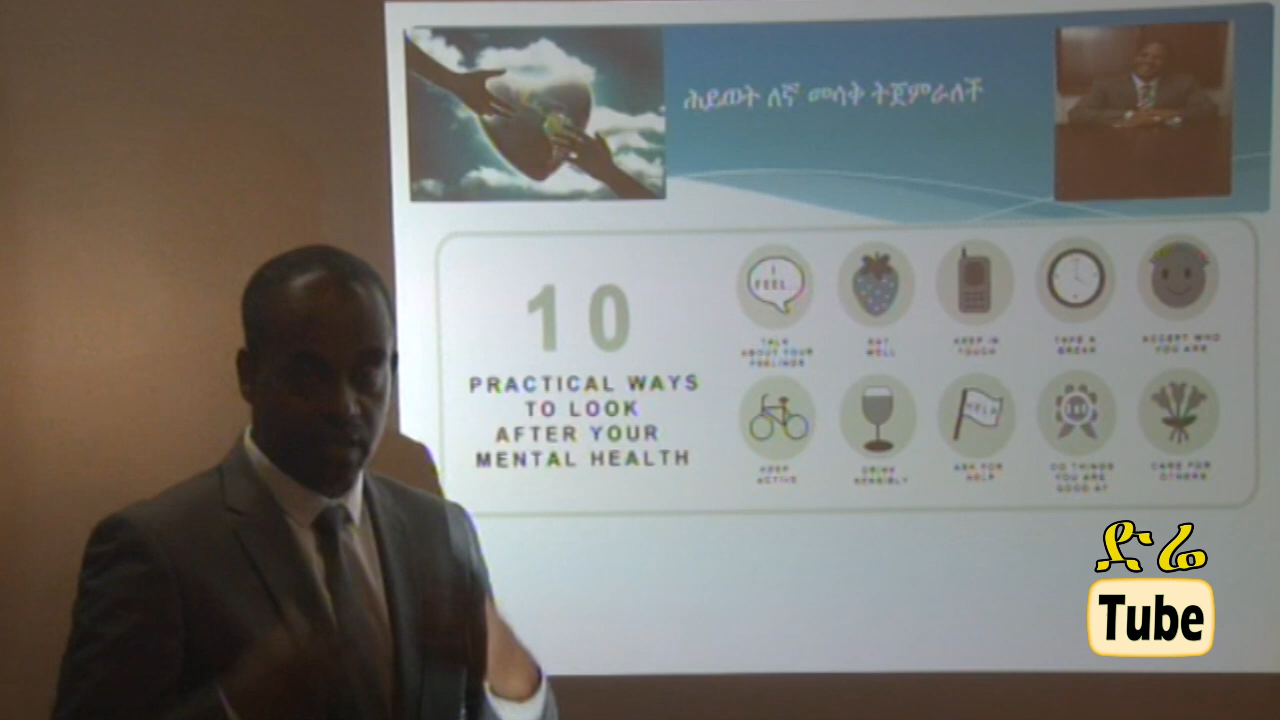 ሕይወት ለኛ መሳቅ ትጀምራለች
10
PRACTICAL WAYS
TO LOOK
AFTER YOUR
MENTAL HEALTH
I
FEEL...
TALK
ABOUT YOUR
FEELINGS
EAT
WELL
KEEP IN
TOUCH
TAKE A
BREAK
ACCEPT WHO
YOU ARE
KEEP
ACTIVE
DRINK
SENSIBLY
HELP
ASK FOR
HELP
DO THINGS
YOU ARE
GOOD AT
CARE FOR
OTHERS
ድሬ
Tube